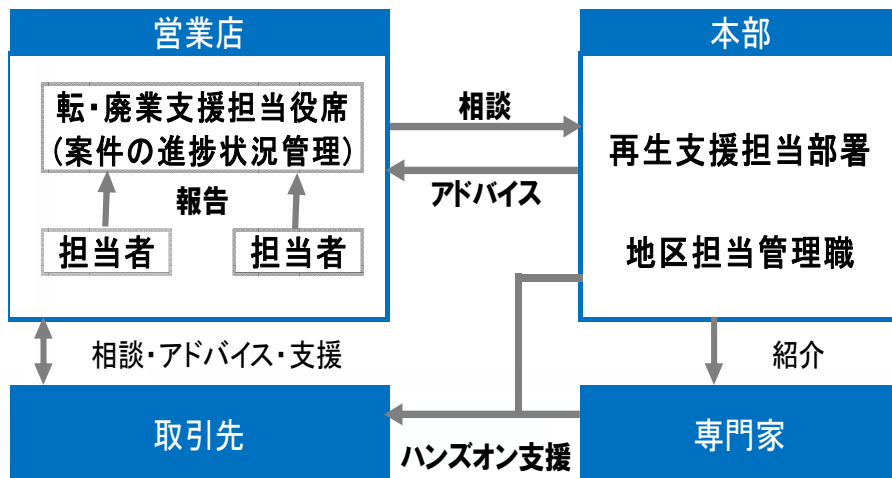 営業店
本部
転・廃業支援担当役席
(案件の進捗状況管理)
報告
担当者
担当者
相談
アドバイス
再生支援担当部署
地区担当管理職
相談・アドバイス・支援
紹介
取引先
専門家
ハンズオン支援